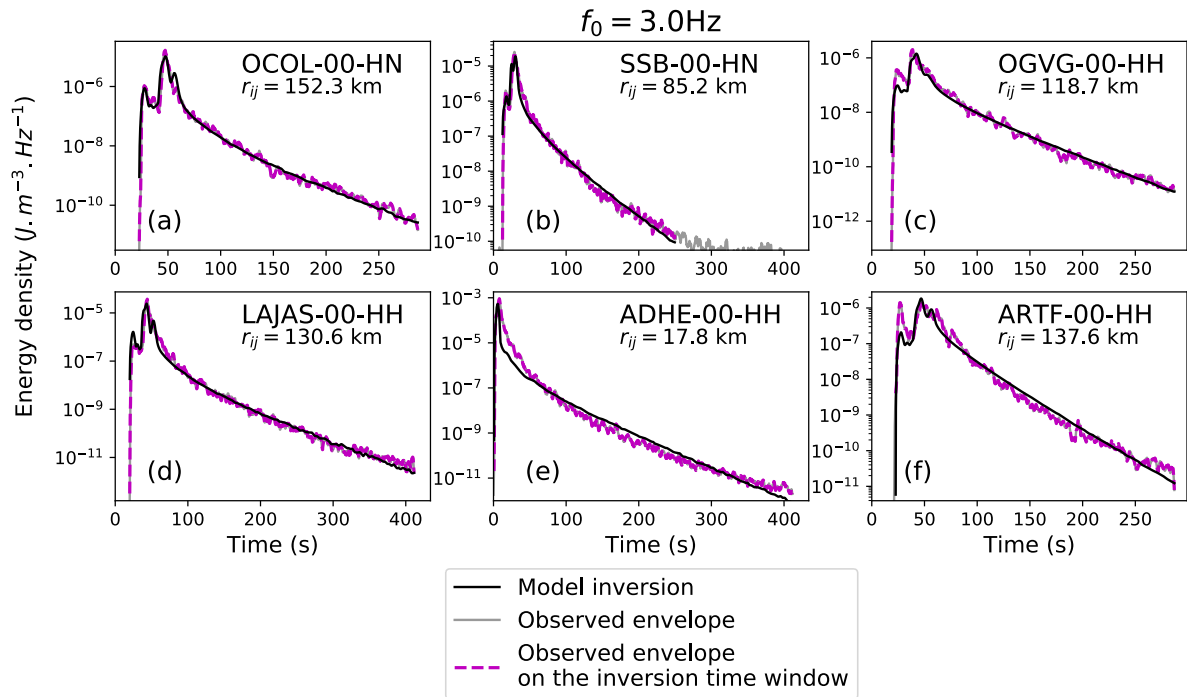 f₀ = 3.0Hz
Energy density (J.m⁻³.Hz⁻¹)
OCOL-00-HN
rᵢⱼ = 152.3 km
(a)
10⁻⁶
10⁻⁸
10⁻¹⁰
0 50 100 150 200 250
SSB-00-HN
rᵢⱼ = 85.2 km
(b)
10⁻⁵
10⁻⁶
10⁻⁷
10⁻⁸
10⁻⁹
10⁻¹⁰
0 100 200 300 400
OGVG-00-HH
rᵢⱼ = 118.7 km
(c)
10⁻⁶
10⁻⁸
10⁻¹⁰
10⁻¹²
0 50 100 150 200 250
LAJAS-00-HH
rᵢⱼ = 130.6 km
(d)
10⁻⁵
10⁻⁷
10⁻⁹
10⁻¹¹
0 100 200 300 400
Time (s)
ADHE-00-HH
rᵢⱼ = 17.8 km
(e)
10⁻³
10⁻⁵
10⁻⁷
10⁻⁹
10⁻¹¹
0 100 200 300 400
Time (s)
ARTF-00-HH
rᵢⱼ = 137.6 km
(f)
10⁻⁶
10⁻⁷
10⁻⁸
10⁻⁹
10⁻¹⁰
10⁻¹¹
0 50 100 150 200 250
Time (s)
Model inversion
Observed envelope
Observed envelope
on the inversion time window